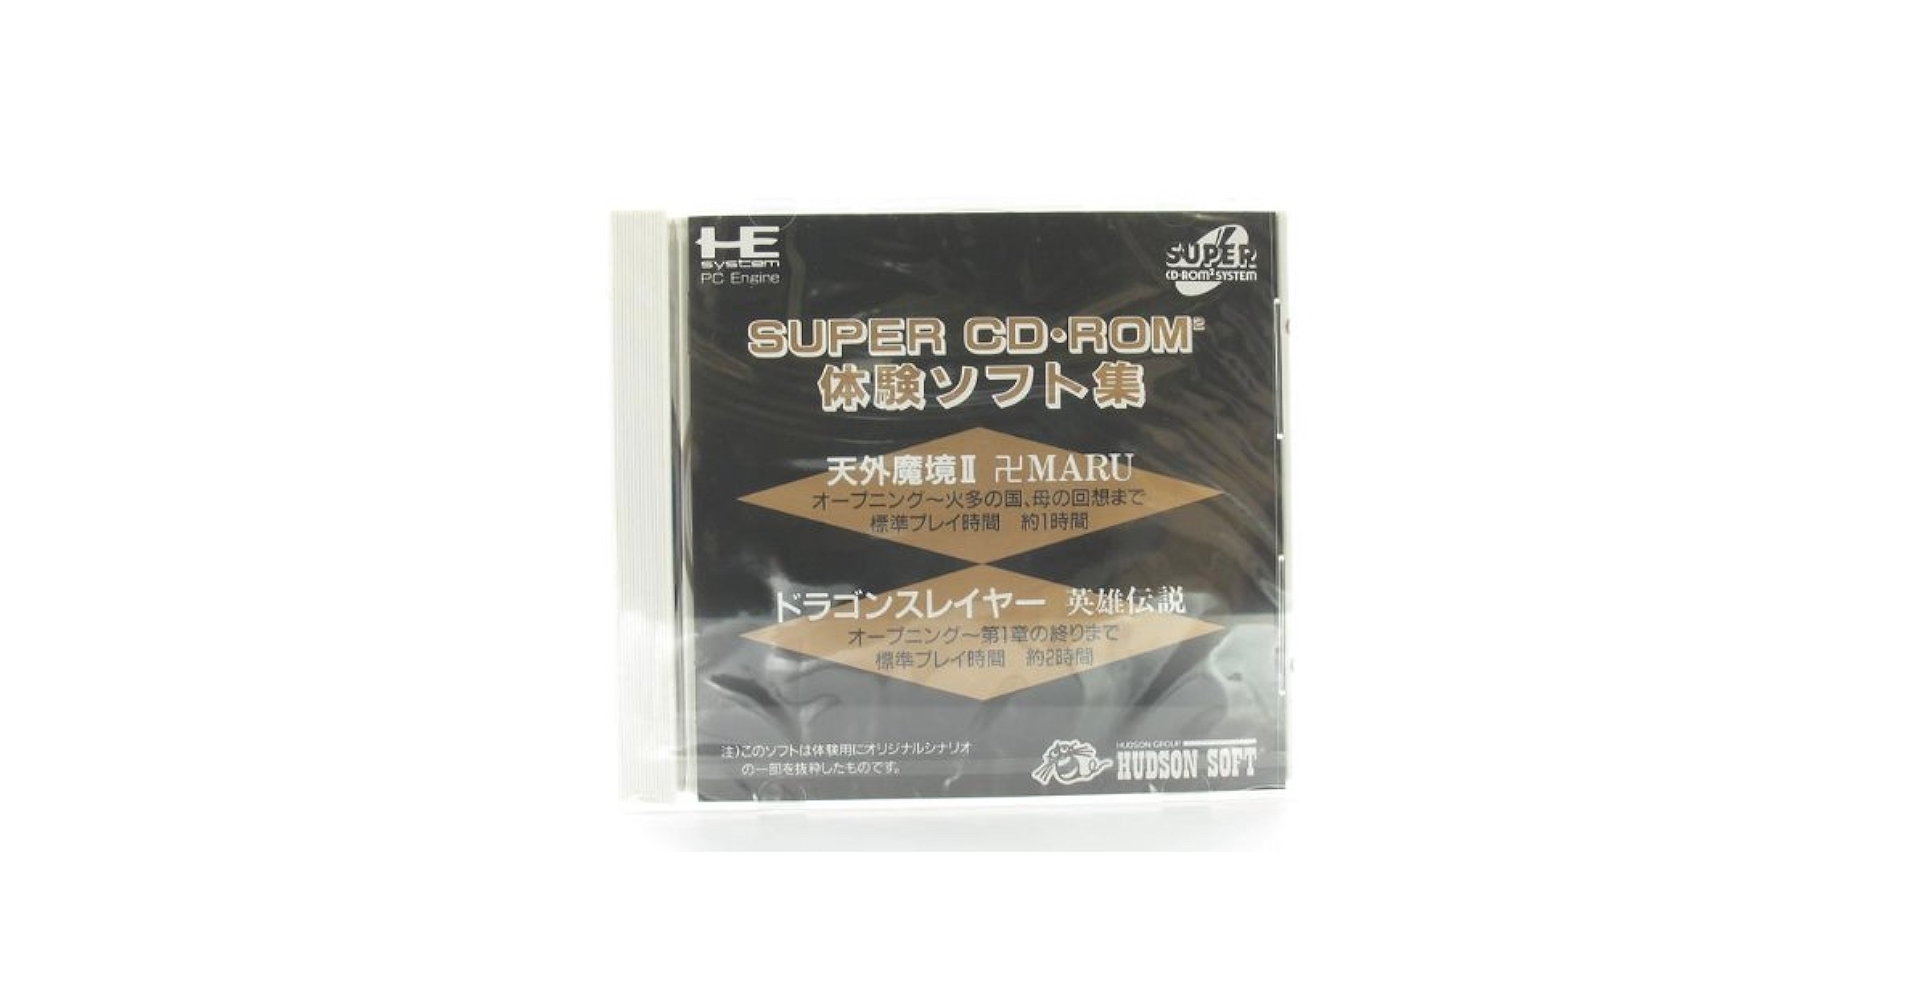 HE
system
PC Engine
SUPER
CD-ROM² SYSTEM
SUPER CD・ROM²
体験ソフト集
天外魔境Ⅱ 卍MARU
オープニング〜火多の国、母の回想まで
標準プレイ時間 約1時間
ドラゴンスレイヤー 英雄伝説
オープニング〜第1章の終りまで
標準プレイ時間 約2時間
注)このソフトは体験用にオリジナルシナリオ
の一部を抜粋したものです。
HUDSON GROUP
HUDSON SOFT